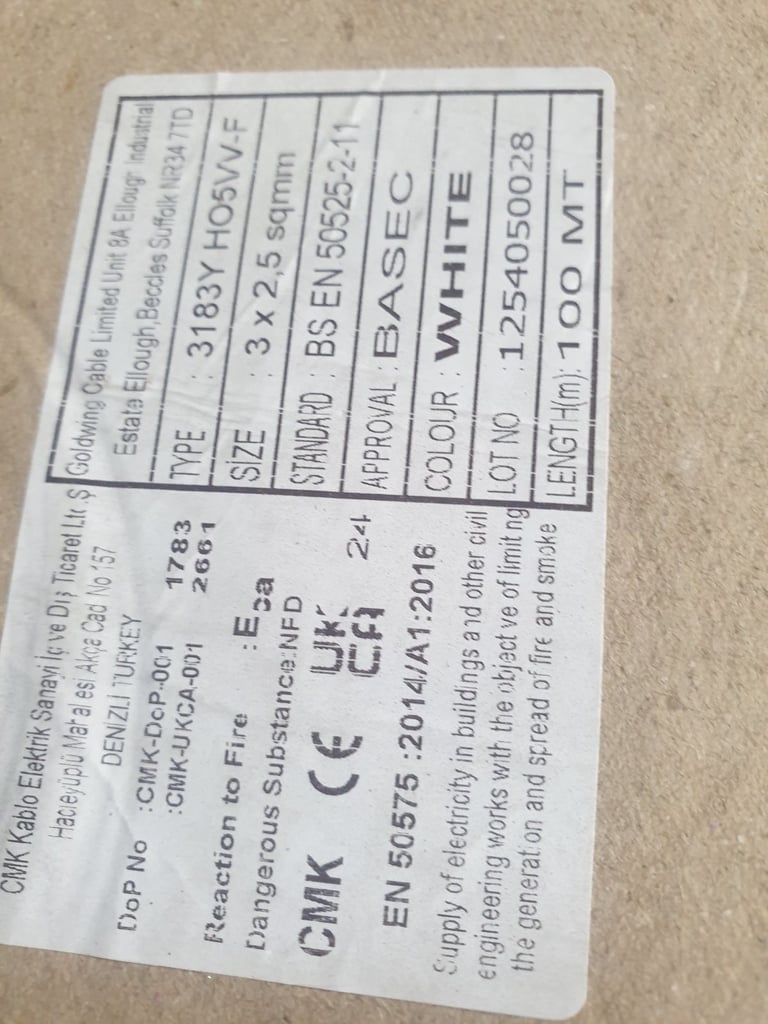 CMK Kablo Elektrik Sanayi İç ve Dış Ticaret Ltd Ş
Hacıeyüplü Mahallesi Akça Cad No 157
DENİZLİ TURKEY
DoP No :CMK-DoP-001 1783
:CMK-UKCA-001 2661
Reaction to Fire :Eca
Dangerous Substance:NFD
CMK CE UK CA 24
EN 50575 :2014/A1:2016
Supply of electricity in buildings and other civil
engineering works with the objective of limiting
the generation and spread of fire and smoke
Goldwing Cable Limited Unit 8A Ellough Industrial
Estate Ellough,Beccles Suffolk NR34 7TD
TYPE : 3183Y HO5VV-F
SİZE : 3 x 2,5 sqmm
STANDARD : BS EN 50525-2-11
APPROVAL : BASEC
COLOUR : WHITE
LOT NO :1254050028
LENGTH(m): 100 MT